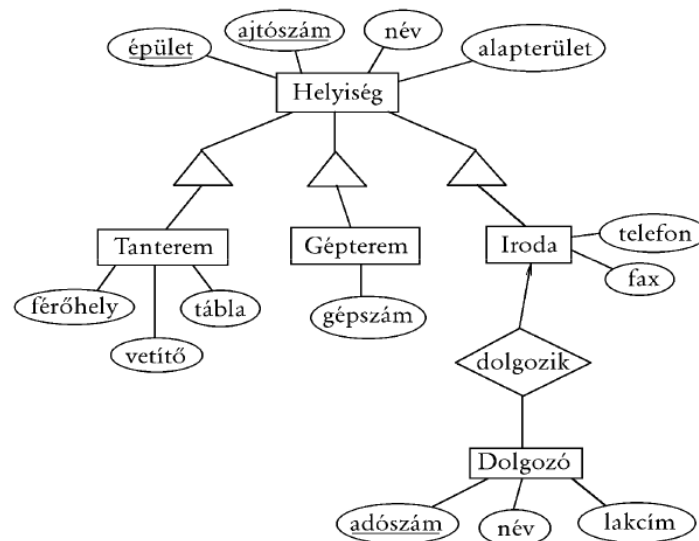 épület
ajtószám
név
alapterület
Helyiség
Tanterem
Gépterem
Iroda
telefon
fax
férőhely
vetítő
tábla
gépszám
dolgozik
Dolgozó
adószám
név
lakcím